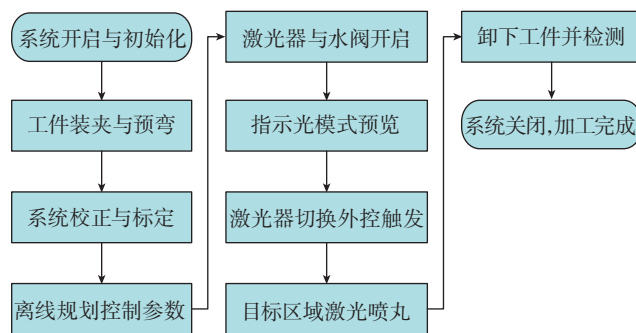 系统开启与初始化
工件装夹与预弯
系统校正与标定
离线规划控制参数
激光器与水阀开启
指示光模式预览
激光器切换外控触发
目标区域激光喷丸
卸下工件并检测
系统关闭,加工完成